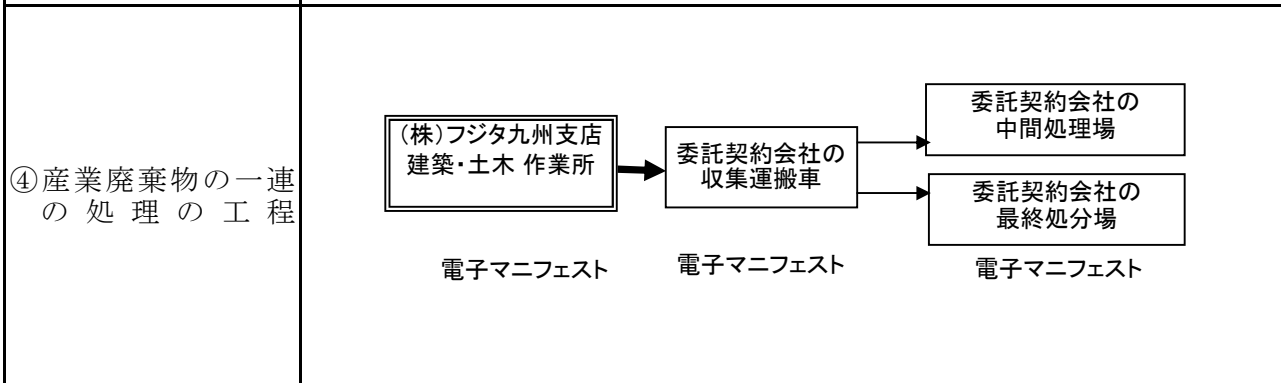 ④産業廃棄物の一連
の処理の工程
(株)フジタ九州支店
建築・土木 作業所
委託契約会社の
収集運搬車
委託契約会社の
中間処理場
委託契約会社の
最終処分場
電子マニフェスト
電子マニフェスト
電子マニフェスト